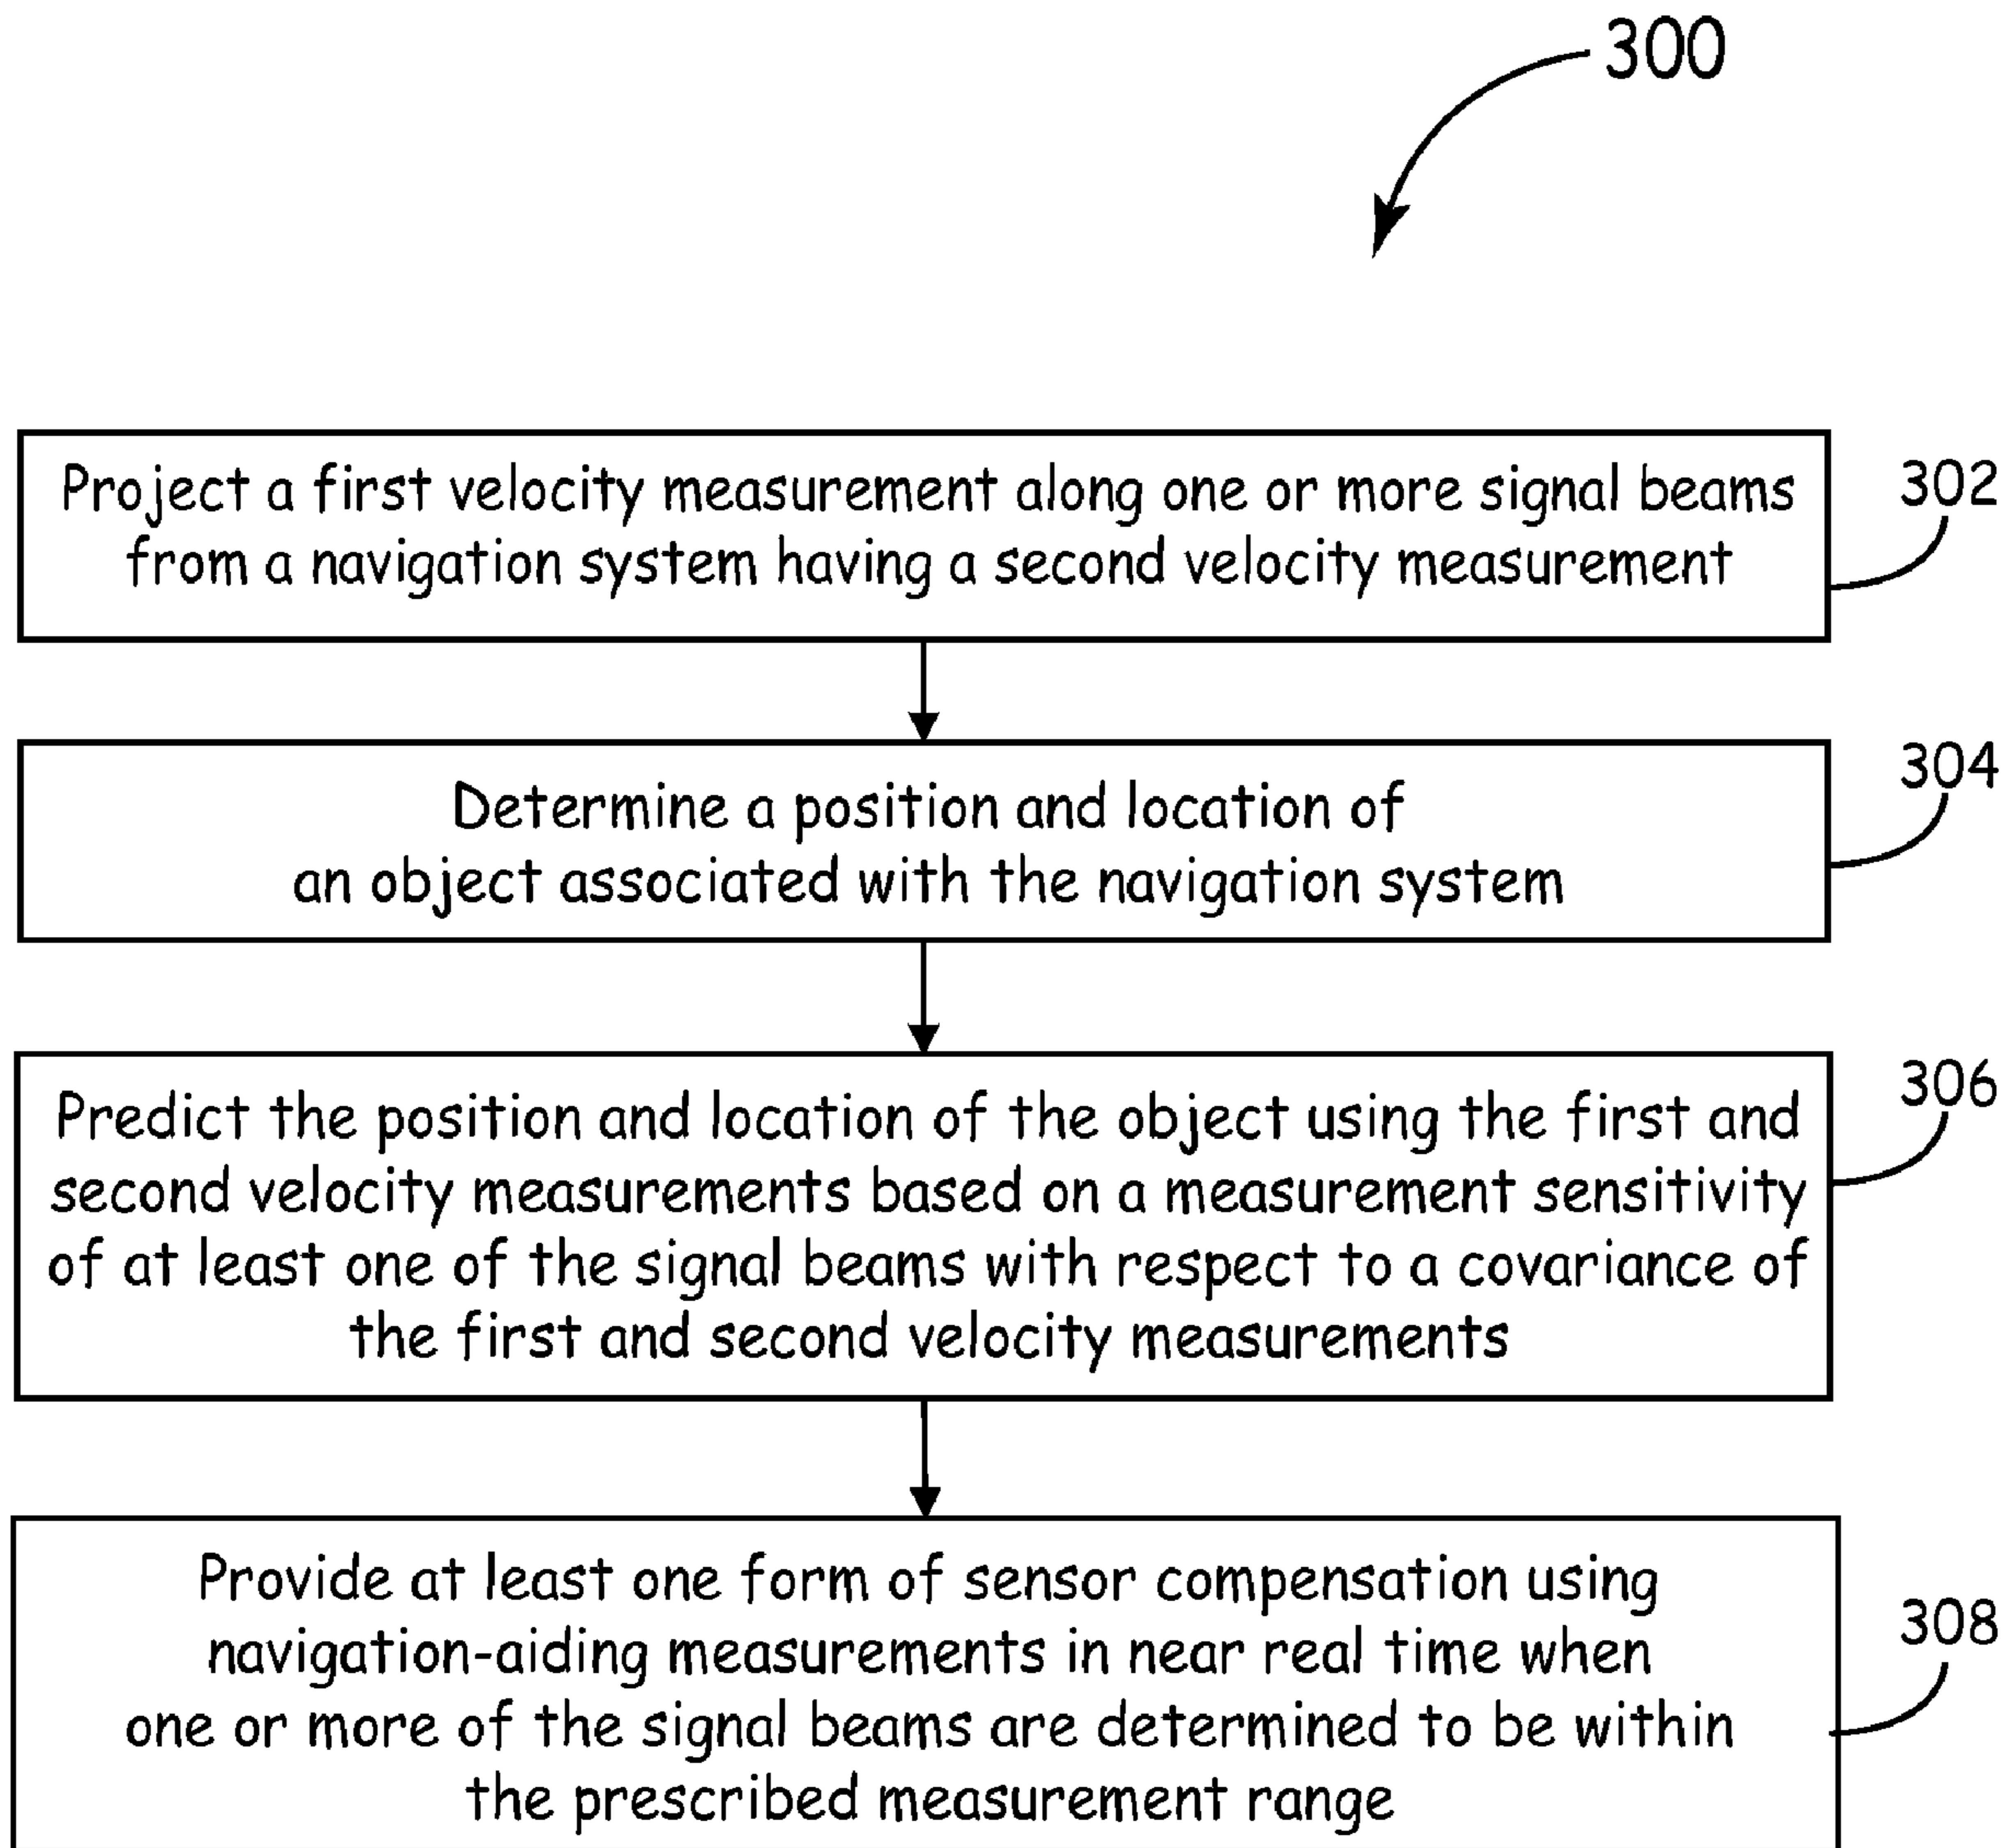 300
Project a first velocity measurement along one or more signal beams
from a navigation system having a second velocity measurement
302
Determine a position and location of
an object associated with the navigation system
304
Predict the position and location of the object using the first and
second velocity measurements based on a measurement sensitivity
of at least one of the signal beams with respect to a covariance of
the first and second velocity measurements
306
Provide at least one form of sensor compensation using
navigation-aiding measurements in near real time when
one or more of the signal beams are determined to be within
the prescribed measurement range
308